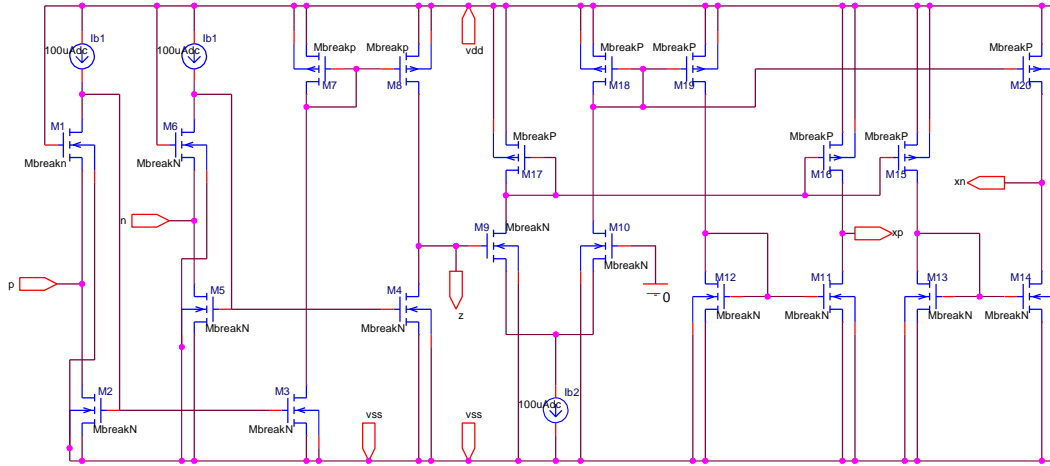 Ib1
Ib1
100uAdc
100uAdc
vdd
Mbreakp
Mbreakp
MbreakP
MbreakP
MbreakP
M7
M8
M18
M19
M20
M1
M6
Mbreakn
MbreakN
MbreakP
MbreakP
M17
M16
M15
xn
n
M9
MbreakN
M10
xp
MbreakN
p
M5
M4
M12
M11
M13
M14
z
0
MbreakN
MbreakN
MbreakN
MbreakN
MbreakN
MbreakN
M2
M3
Ib2
100uAdc
vss
vss
MbreakN
MbreakN